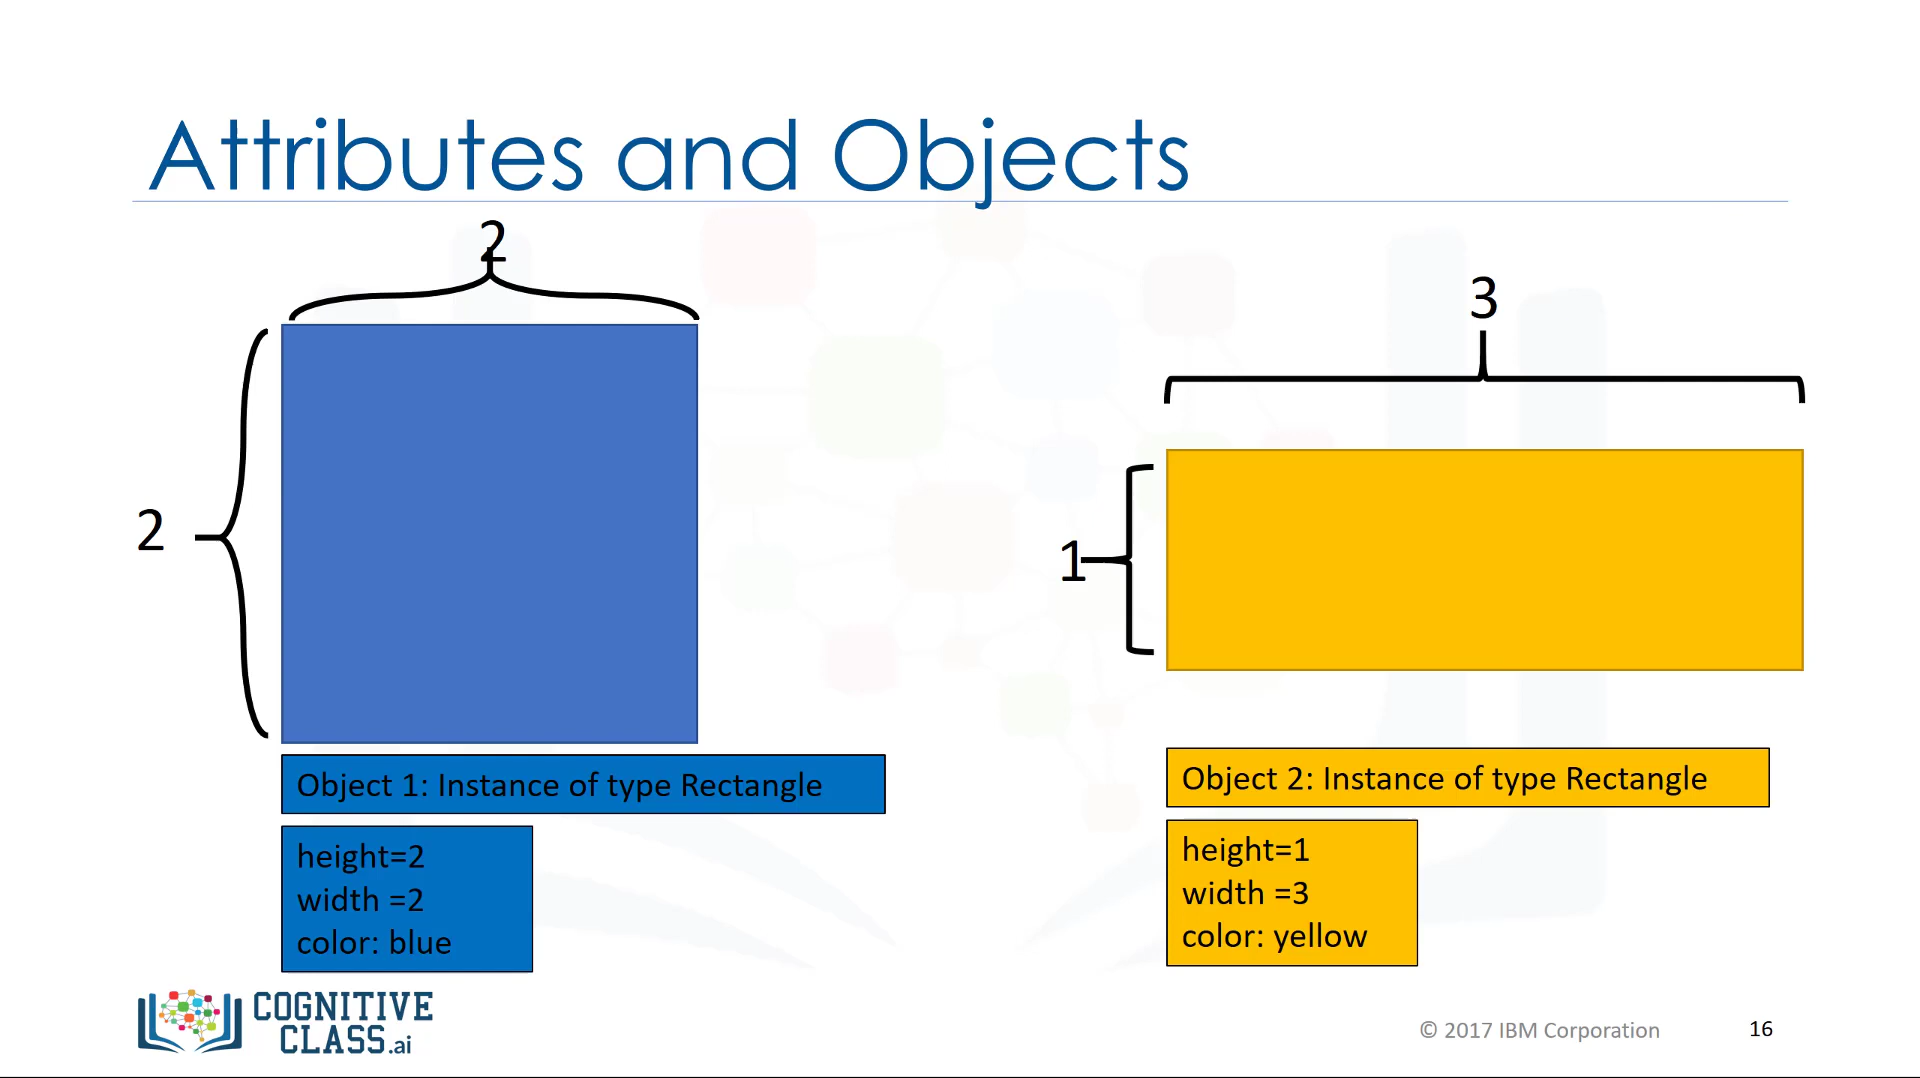 Attributes and Objects
2
2
Object 1: Instance of type Rectangle
height=2
width =2
color: blue
3
1
Object 2: Instance of type Rectangle
height=1
width =3
color: yellow
COGNITIVE
CLASS.ai
© 2017 IBM Corporation
16